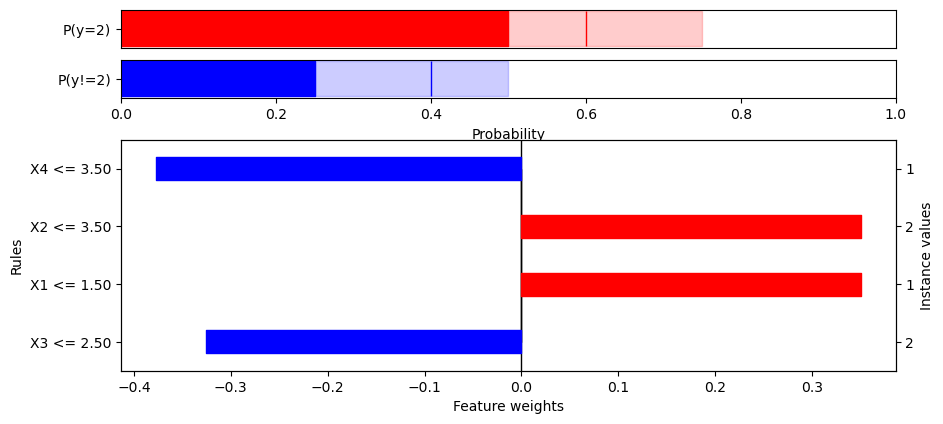 P(y=2)
P(y!=2)
0.0 0.2 0.4 0.6 0.8 1.0
Probability
X4 <= 3.50 1
X2 <= 3.50 2
X1 <= 1.50 1
X3 <= 2.50 2
Rules
Instance values
−0.4 −0.3 −0.2 −0.1 0.0 0.1 0.2 0.3
Feature weights